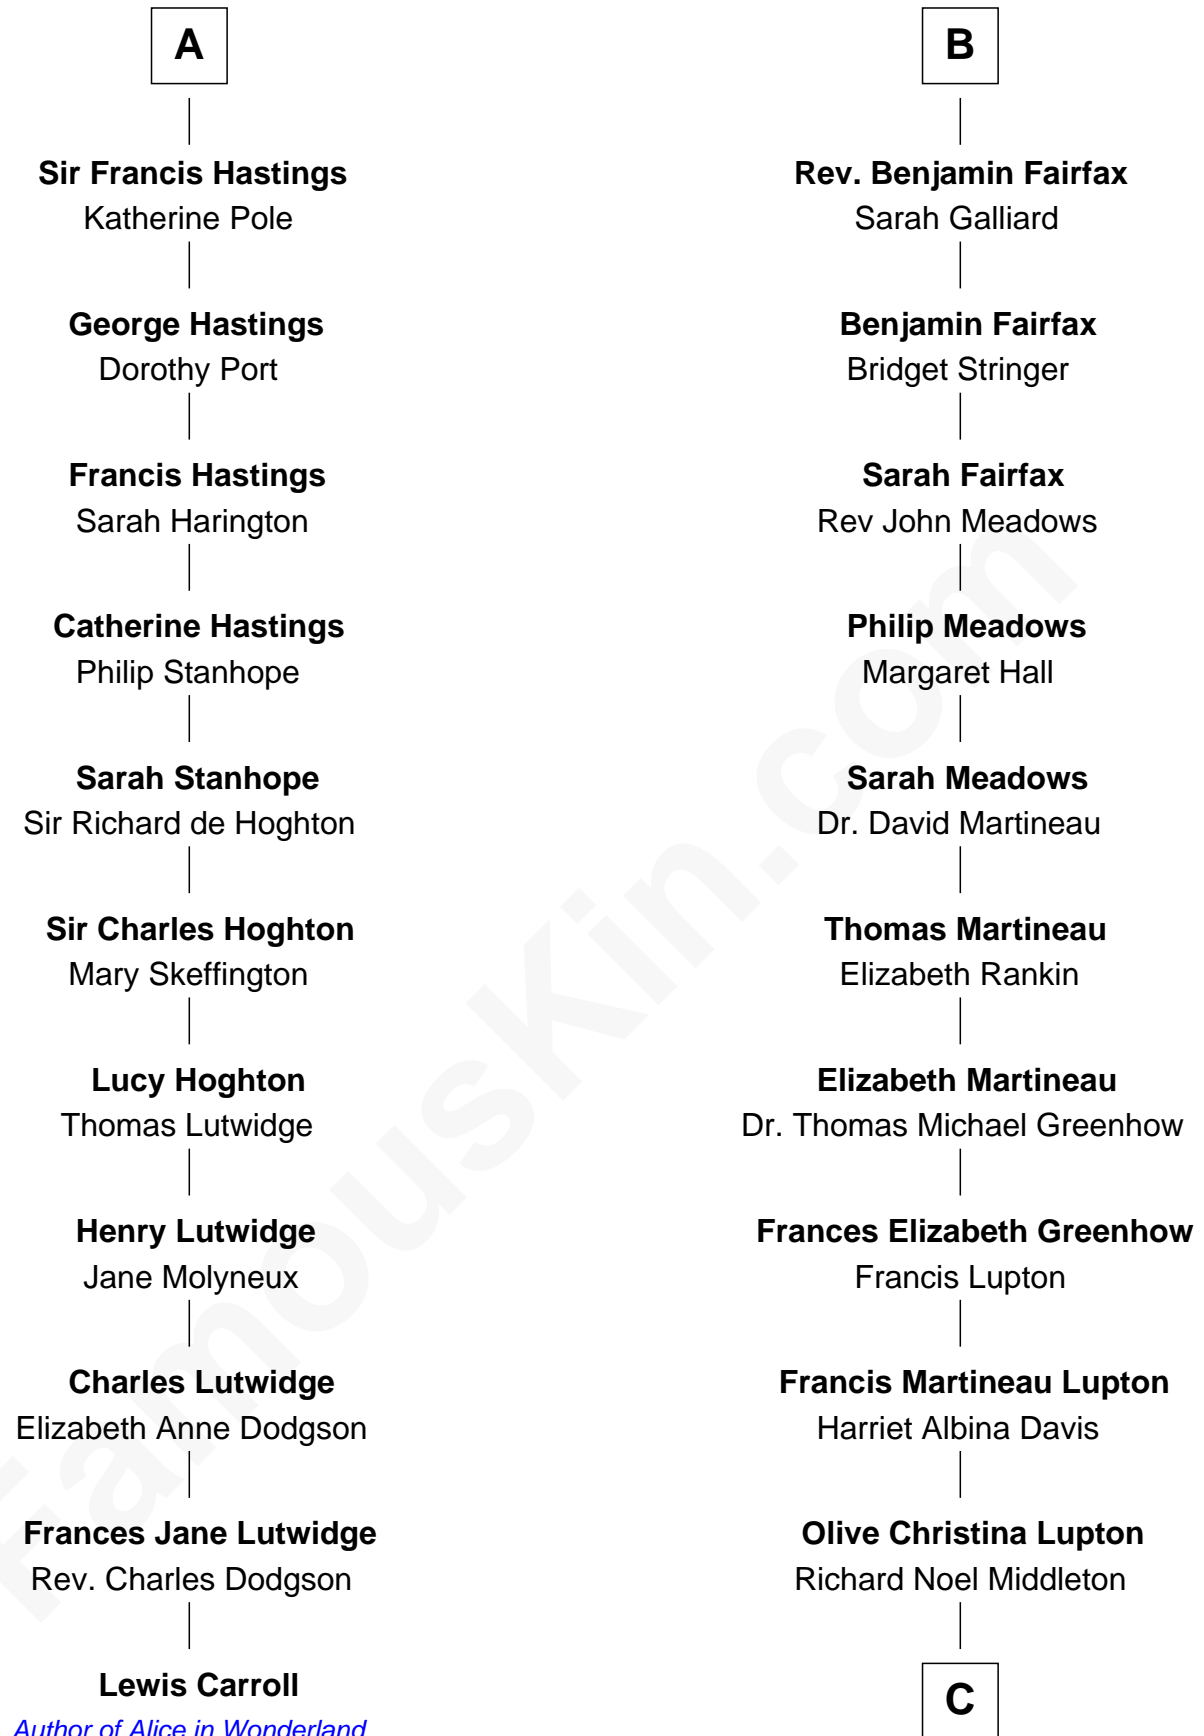 A
Sir Francis Hastings
Katherine Pole
George Hastings
Dorothy Port
Francis Hastings
Sarah Harington
Catherine Hastings
Philip Stanhope
Sarah Stanhope
Sir Richard de Hoghton
Sir Charles Hoghton
Mary Skeffington
Lucy Hoghton
Thomas Lutwidge
Henry Lutwidge
Jane Molyneux
Charles Lutwidge
Elizabeth Anne Dodgson
Frances Jane Lutwidge
Rev. Charles Dodgson
Lewis Carroll
Author of Alice in Wonderland
B
Rev. Benjamin Fairfax
Sarah Galliard
Benjamin Fairfax
Bridget Stringer
Sarah Fairfax
Rev John Meadows
Philip Meadows
Margaret Hall
Sarah Meadows
Dr. David Martineau
Thomas Martineau
Elizabeth Rankin
Elizabeth Martineau
Dr. Thomas Michael Greenhow
Frances Elizabeth Greenhow
Francis Lupton
Francis Martineau Lupton
Harriet Albina Davis
Olive Christina Lupton
Richard Noel Middleton
C
FamousKin.com